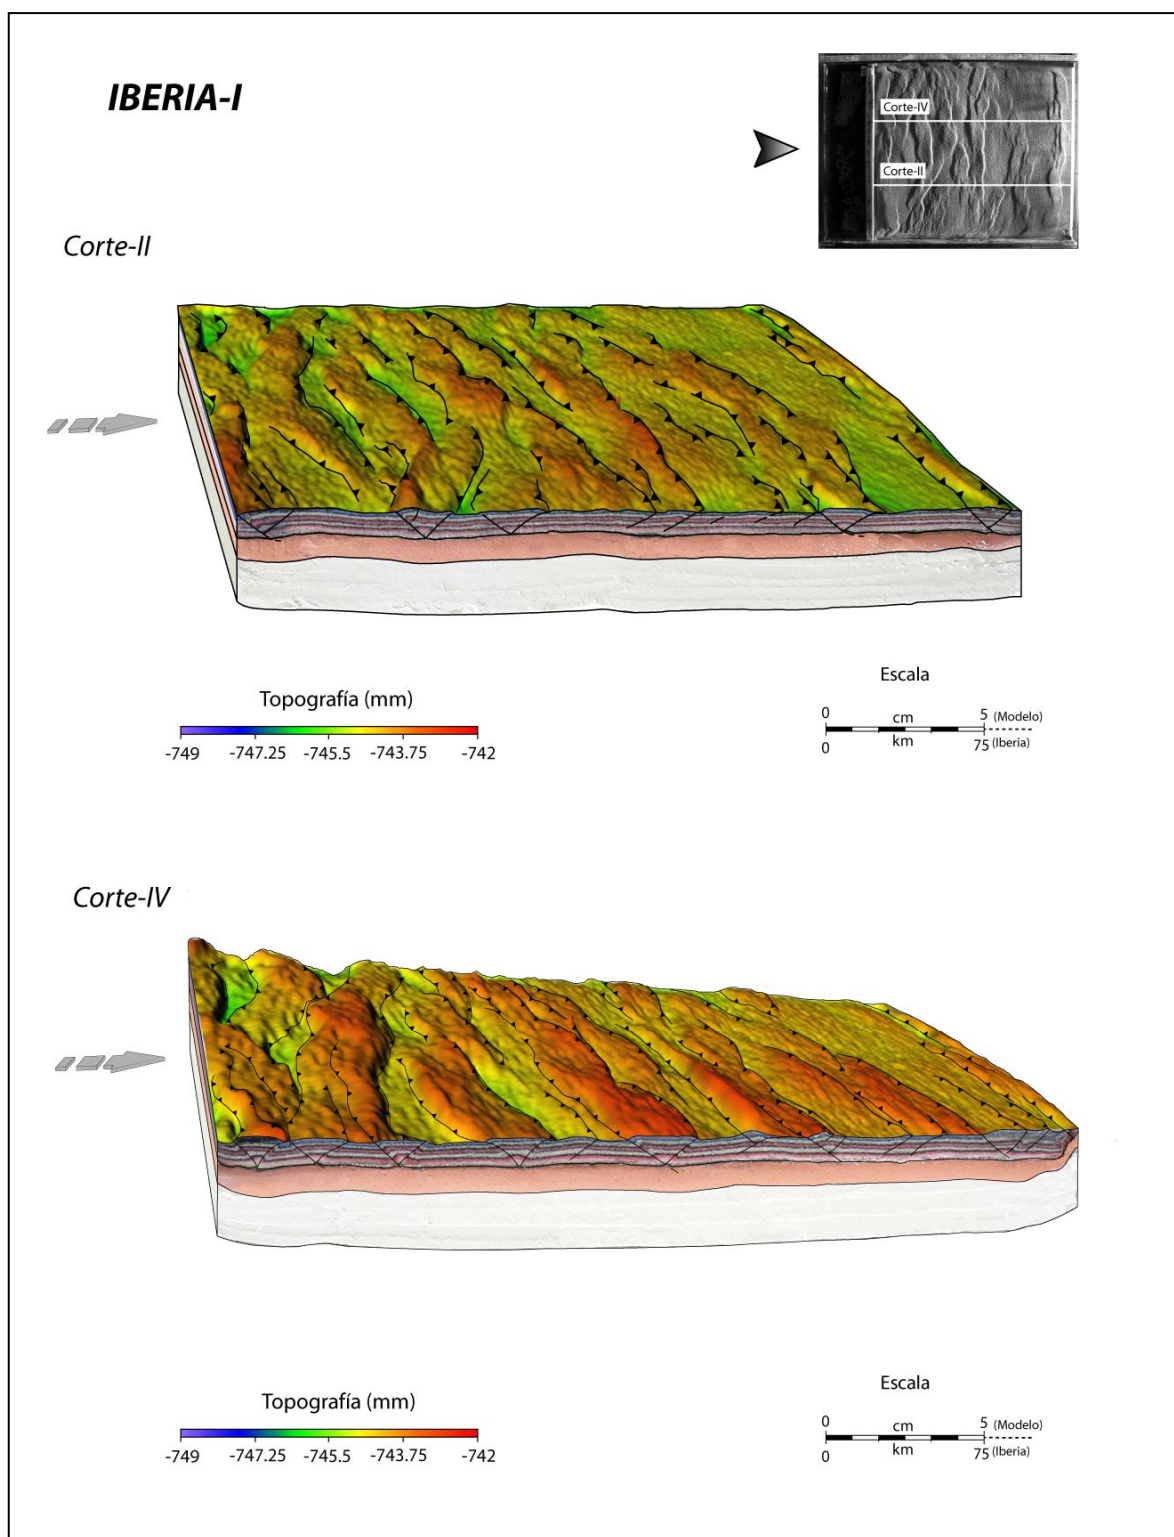 IBERIA-I
Corte-IV
Corte-II
Corte-II
Escala
Topografía (mm)
0 cm 5 (Modelo)
0 km 75 (Iberia)
-749 -747.25 -745.5 -743.75 -742
Corte-IV
Escala
Topografía (mm)
0 cm 5 (Modelo)
0 km 75 (Iberia)
-749 -747.25 -745.5 -743.75 -742